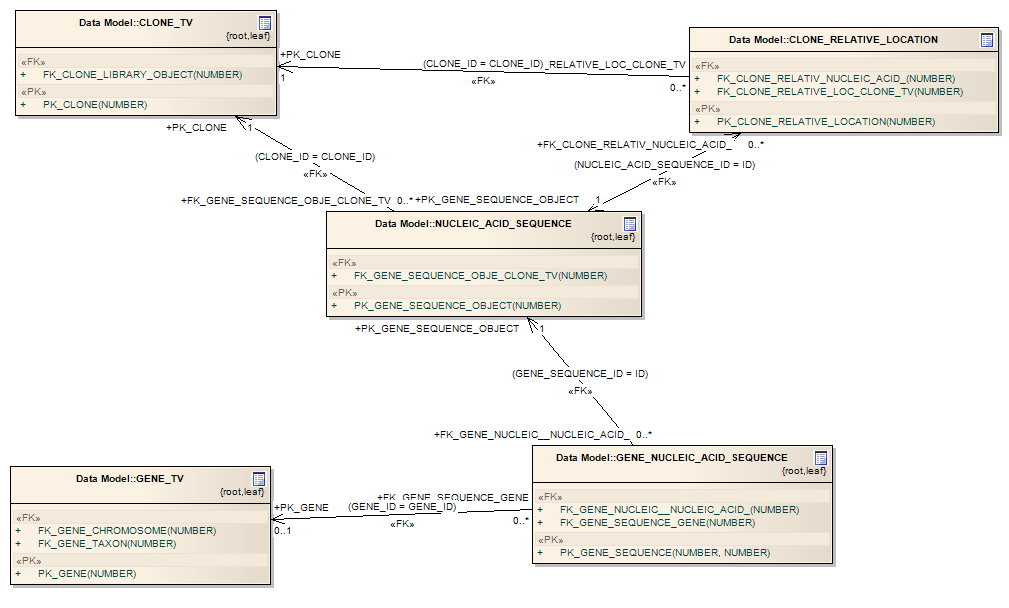 Data Model::CLONE_TV
{root,leaf}
«FK»
+ FK_CLONE_LIBRARY_OBJECT(NUMBER)
«PK»
+ PK_CLONE(NUMBER)
Data Model::CLONE_RELATIVE_LOCATION
«FK»
+ FK_CLONE_RELATIV_NUCLEIC_ACID_(NUMBER)
+ FK_CLONE_RELATIVE_LOC_CLONE_TV(NUMBER)
«PK»
+ PK_CLONE_RELATIVE_LOCATION(NUMBER)
+PK_CLONE
1
(CLONE_ID = CLONE_ID)
_RELATIVE_LOC_CLONE_TV
«FK»
0..*
+PK_CLONE
1
(CLONE_ID = CLONE_ID)
«FK»
+FK_GENE_SEQUENCE_OBJE_CLONE_TV
0..*
+FK_CLONE_RELATIV_NUCLEIC_ACID_
0..*
(NUCLEIC_ACID_SEQUENCE_ID = ID)
«FK»
+PK_GENE_SEQUENCE_OBJECT
1
Data Model::NUCLEIC_ACID_SEQUENCE
{root,leaf}
«FK»
+ FK_GENE_SEQUENCE_OBJE_CLONE_TV(NUMBER)
«PK»
+ PK_GENE_SEQUENCE_OBJECT(NUMBER)
+PK_GENE_SEQUENCE_OBJECT
1
(GENE_SEQUENCE_ID = ID)
«FK»
+FK_GENE_NUCLEIC__NUCLEIC_ACID_
0..*
Data Model::GENE_NUCLEIC_ACID_SEQUENCE
{root,leaf}
«FK»
+ FK_GENE_NUCLEIC__NUCLEIC_ACID_(NUMBER)
+ FK_GENE_SEQUENCE_GENE(NUMBER)
«PK»
+ PK_GENE_SEQUENCE(NUMBER, NUMBER)
Data Model::GENE_TV
{root,leaf}
«FK»
+ FK_GENE_CHROMOSOME(NUMBER)
+ FK_GENE_TAXON(NUMBER)
«PK»
+ PK_GENE(NUMBER)
+FK_GENE_SEQUENCE_GENE
+PK_GENE
(GENE_ID = GENE_ID)
«FK»
0..1
0..*